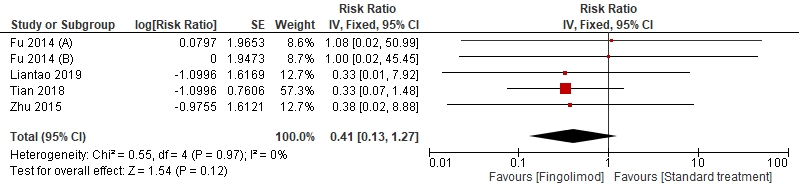 Risk Ratio Risk Ratio
Study or Subgroup log[Risk Ratio] SE Weight IV, Fixed, 95% CI IV, Fixed, 95% CI
Fu 2014 (A) 0.0797 1.9653 8.6% 1.08 [0.02, 50.99]
Fu 2014 (B) 0 1.9473 8.7% 1.00 [0.02, 45.45]
Liantao 2019 -1.0996 1.6169 12.7% 0.33 [0.01, 7.92]
Tian 2018 -1.0996 0.7606 57.3% 0.33 [0.07, 1.48]
Zhu 2015 -0.9755 1.6121 12.7% 0.38 [0.02, 8.88]
Total (95% CI) 100.0% 0.41 [0.13, 1.27]
Heterogeneity: Chi² = 0.55, df = 4 (P = 0.97); I² = 0%
Test for overall effect: Z = 1.54 (P = 0.12)
0.01 0.1 1 10 100
Favours [Fingolimod] Favours [Standard treatment]